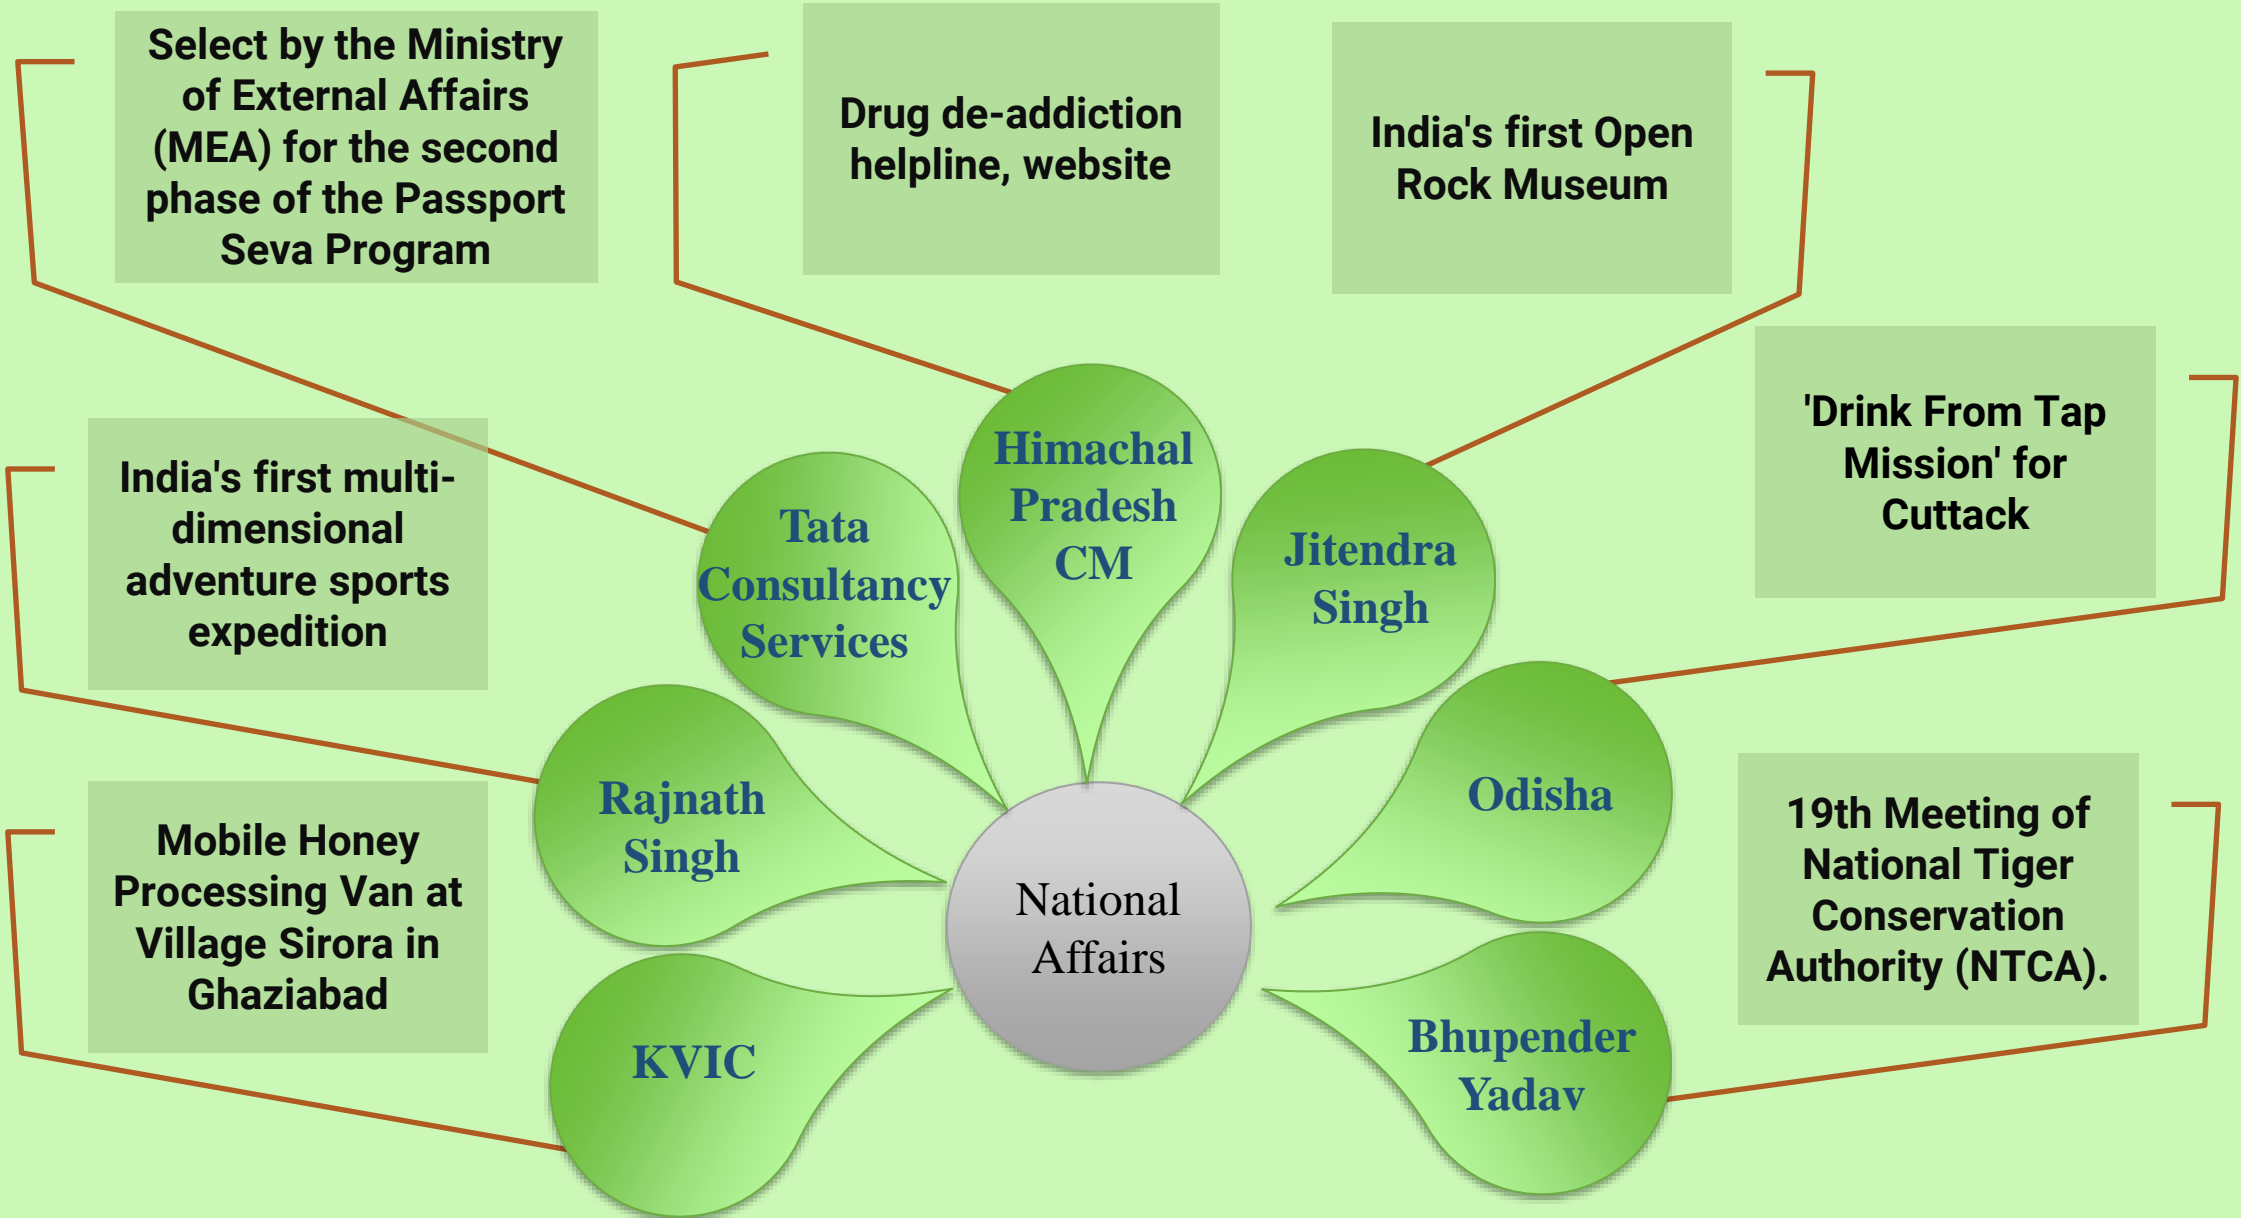 Select by the Ministry
of External Affairs
(MEA) for the second
phase of the Passport
Seva Program
Drug de-addiction
helpline, website
India's first Open
Rock Museum
'Drink From Tap
Mission' for
Cuttack
India's first multi-
dimensional
adventure sports
expedition
Himachal
Pradesh
CM
Tata
Consultancy
Services
Jitendra
Singh
Rajnath
Singh
Odisha
Mobile Honey
Processing Van at
Village Sirora in
Ghaziabad
19th Meeting of
National Tiger
Conservation
Authority (NTCA).
National
Affairs
KVIC
Bhupender
Yadav